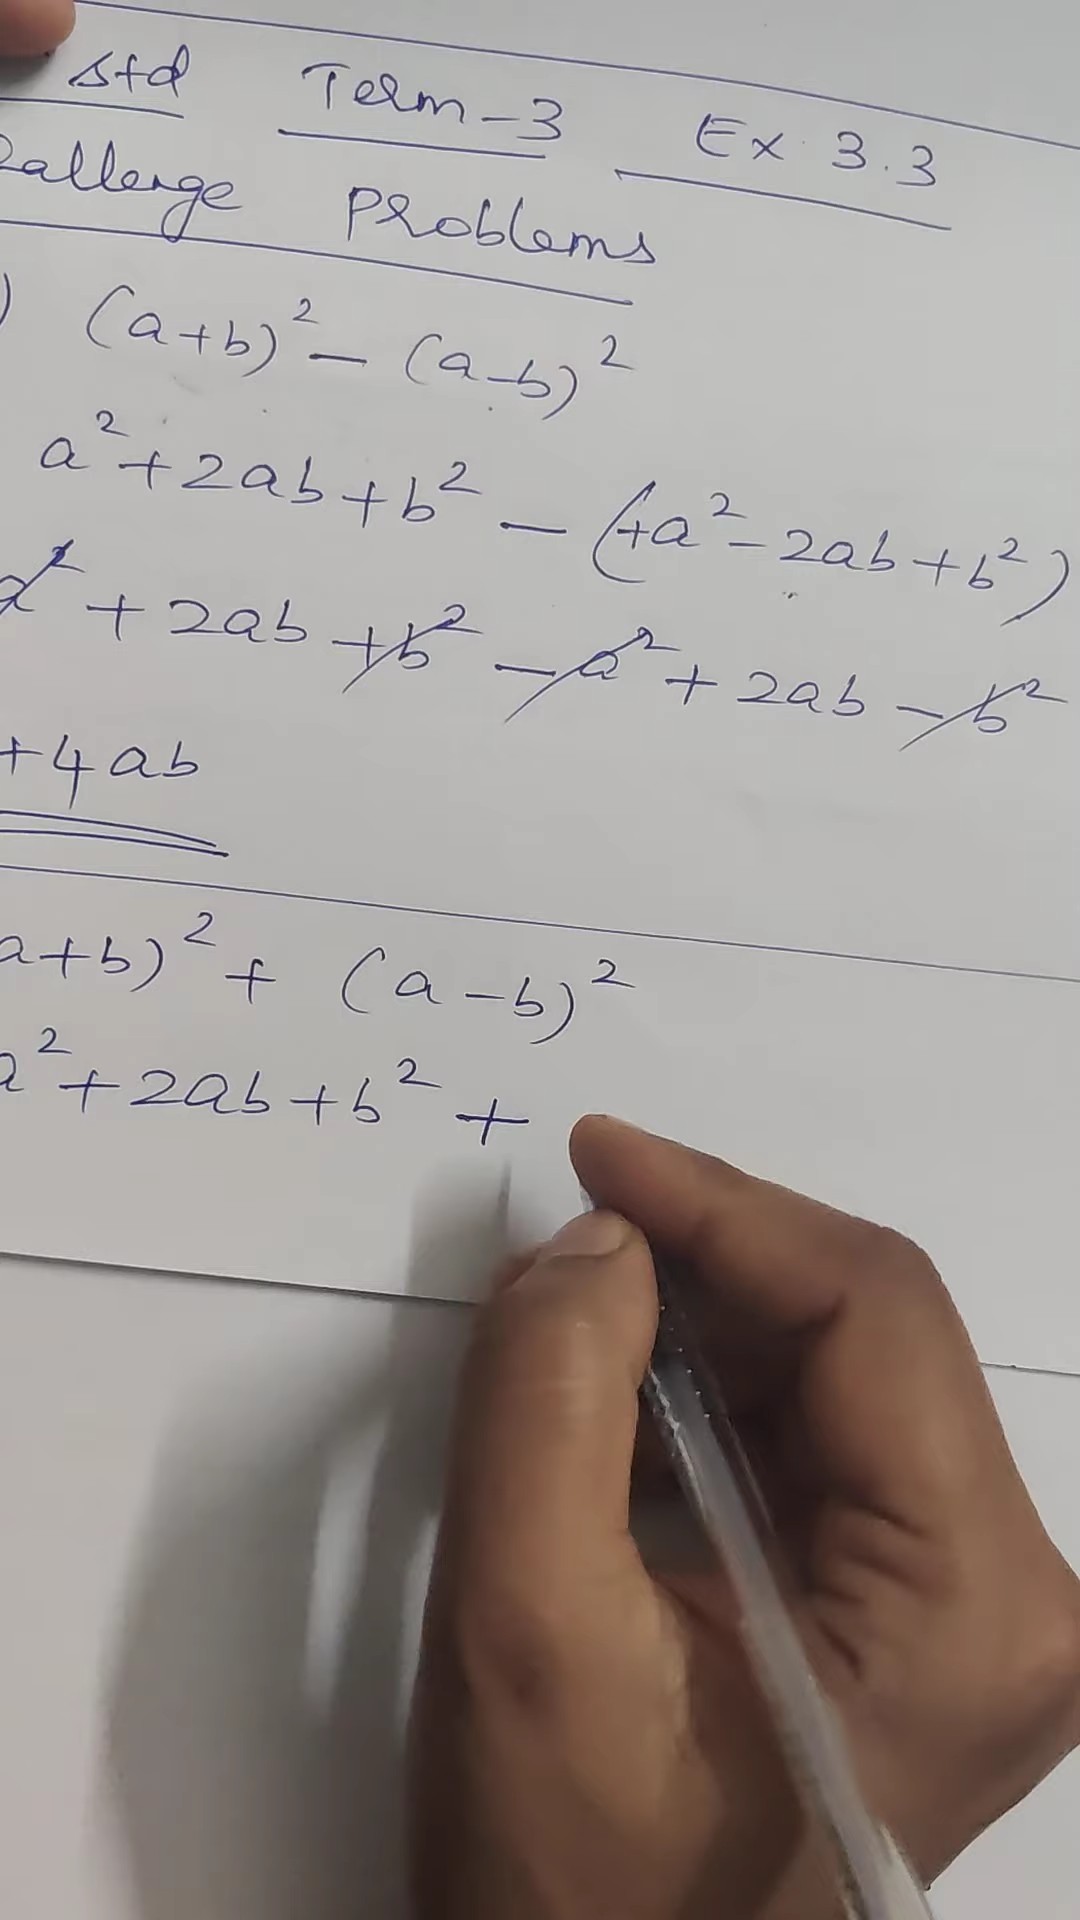 std Term-3 Ex 3.3
Problems
) (a+b)² - (a-b)²
a² + 2ab + b² - (+a² - 2ab + b²)
a² + 2ab + b² - a² + 2ab - b²
+4ab
a+b)² + (a-b)²
a² + 2ab + b² +